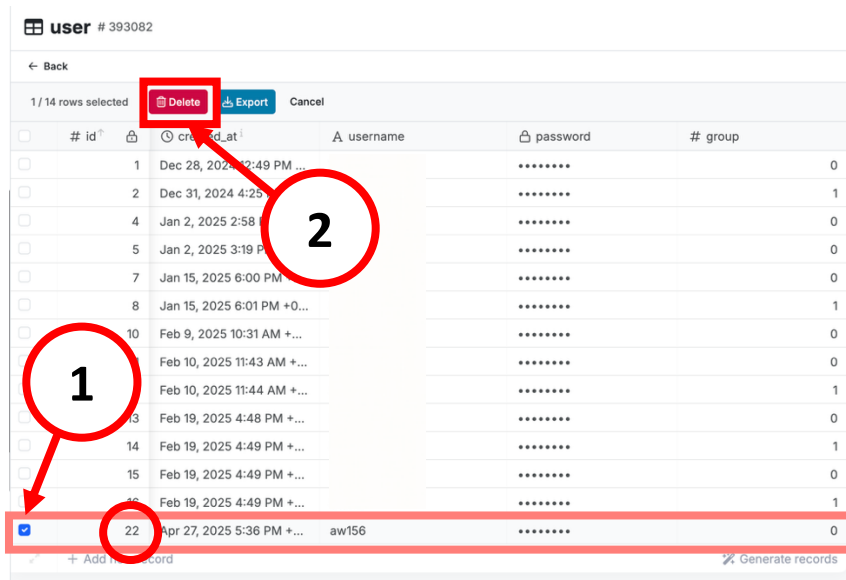 user # 393082
← Back
1 / 14 rows selected Delete Export Cancel
# id created_at username password # group
1 Dec 28, 2024 12:49 PM ... •••••••• 0
2 Dec 31, 2024 4:25 •••••••• 1
4 Jan 2, 2025 2:58 •••••••• 0
5 Jan 2, 2025 3:19 P •••••••• 0
7 Jan 15, 2025 6:00 PM •••••••• 0
8 Jan 15, 2025 6:01 PM +0... •••••••• 1
10 Feb 9, 2025 10:31 AM +... •••••••• 0
Feb 10, 2025 11:43 AM +... •••••••• 0
Feb 10, 2025 11:44 AM +... •••••••• 1
13 Feb 19, 2025 4:48 PM +... •••••••• 0
14 Feb 19, 2025 4:49 PM +... •••••••• 1
15 Feb 19, 2025 4:49 PM +... •••••••• 0
16 Feb 19, 2025 4:49 PM +... •••••••• 1
22 Apr 27, 2025 5:36 PM +... aw156 •••••••• 0
+ Add record Generate records
2
1